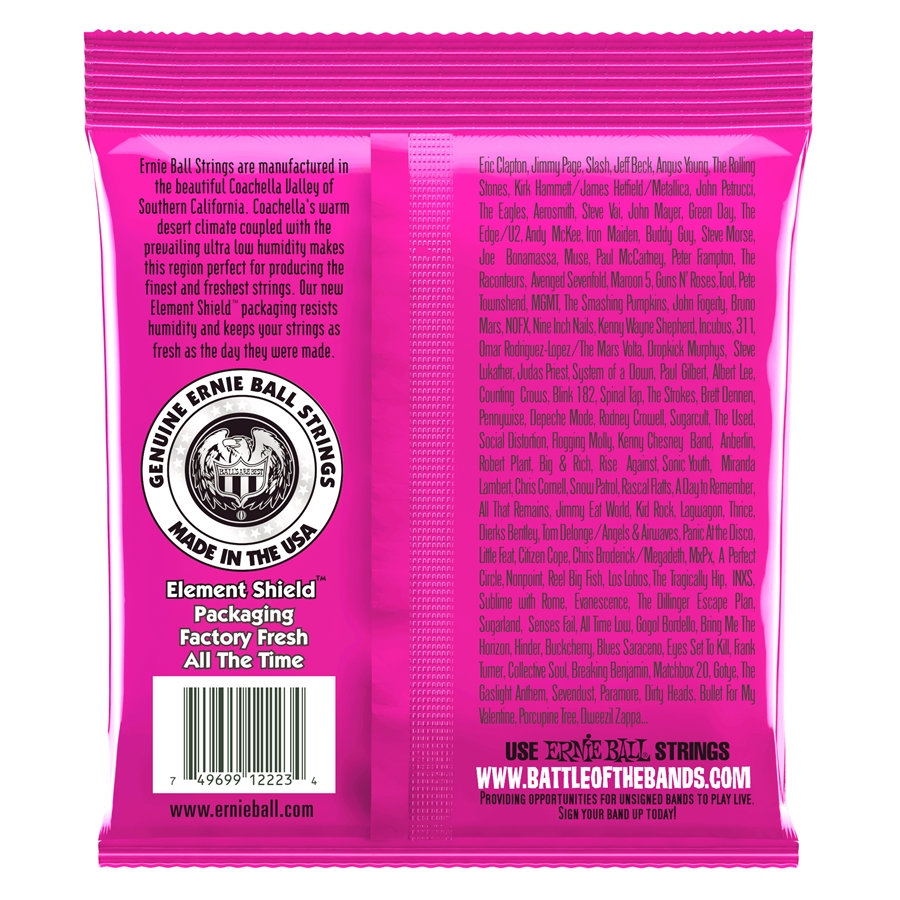 Ernie Ball Strings are manufactured in
the beautiful Coachella Valley of
Southern California. Coachella's warm
desert climate coupled with the
prevailing ultra low humidity makes
this region perfect for producing the
finest and freshest strings. Our new
Element Shield™ packaging resists
humidity and keeps your strings as
fresh as the day they were made.
GENUINE ERNIE BALL STRINGS
BALL'S ARE BEST
MADE IN THE USA
Element Shield™
Packaging
Factory Fresh
All The Time
7 49699 12223 4
www.ernieball.com
Eric Clapton, Jimmy Page, Slash, Jeff Beck, Angus Young, The Rolling
Stones, Kirk Hammett/James Hetfield/Metallica, John Petrucci,
The Eagles, Aerosmith, Steve Vai, John Mayer, Green Day, The
Edge/U2, Andy McKee, Iron Maiden, Buddy Guy, Steve Morse,
Joe Bonamassa, Muse, Paul McCartney, Peter Frampton, The
Raconteurs, Avenged Sevenfold, Maroon 5, Guns N' Roses, Tool, Pete
Townshend, MGMT, The Smashing Pumpkins, John Fogerty, Bruno
Mars, NOFX, Nine Inch Nails, Kenny Wayne Shepherd, Incubus, 311,
Omar Rodriguez-Lopez/The Mars Volta, Dropkick Murphys, Steve
Lukather, Judas Priest, System of a Down, Paul Gilbert, Albert Lee,
Counting Crows, Blink 182, Spinal Tap, The Strokes, Brett Dennen,
Pennywise, Depeche Mode, Rodney Crowell, Sugarcult, The Used,
Social Distortion, Flogging Molly, Kenny Chesney Band, Anberlin,
Robert Plant, Big & Rich, Rise Against, Sonic Youth, Miranda
Lambert, Chris Cornell, Snow Patrol, Rascal Flatts, A Day to Remember,
All That Remains, Jimmy Eat World, Kid Rock, Lagwagon, Thrice,
Dierks Bentley, Tom Delonge/Angels & Airwaves, Panic At the Disco,
Little Feat, Citizen Cope, Chris Broderick/Megadeth, MxPx, A Perfect
Circle, Nonpoint, Reel Big Fish, Los Lobos, The Tragically Hip, INXS,
Sublime with Rome, Evanescence, The Dillinger Escape Plan,
Sugarland, Senses Fail, All Time Low, Gogol Bordello, Bring Me The
Horizon, Hinder, Buckcherry, Blues Saraceno, Eyes Set To Kill, Frank
Turner, Collective Soul, Breaking Benjamin, Matchbox 20, Gotye, The
Gaslight Anthem, Sevendust, Paramore, Dirty Heads, Bullet For My
Valentine, Porcupine Tree, Dweezil Zappa...
USE ERNIE BALL STRINGS
WWW.BATTLEOFTHEBANDS.COM
PROVIDING OPPORTUNITIES FOR UNSIGNED BANDS TO PLAY LIVE.
SIGN YOUR BAND UP TODAY!